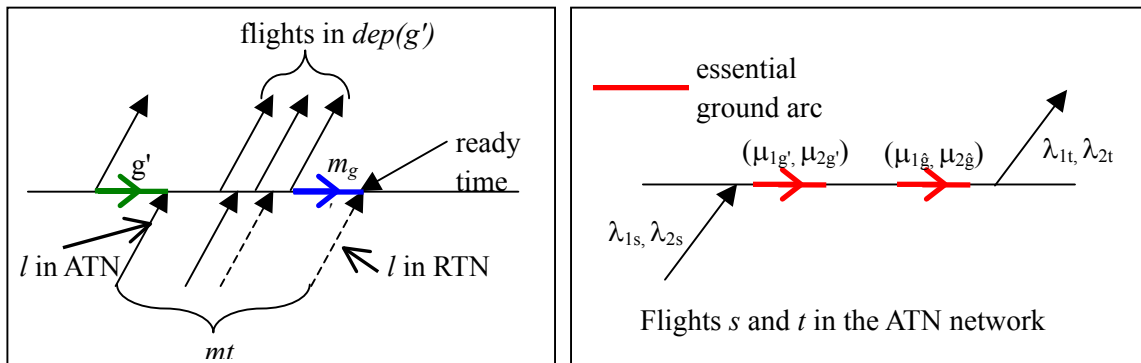 flights in dep(g')
g'
m_g'
ready
time
l in ATN
l in RTN
mt
essential
ground arc
(μ1g', μ2g')
(μ1ĝ, μ2ĝ)
λ1t, λ2t
λ1s, λ2s
Flights s and t in the ATN network